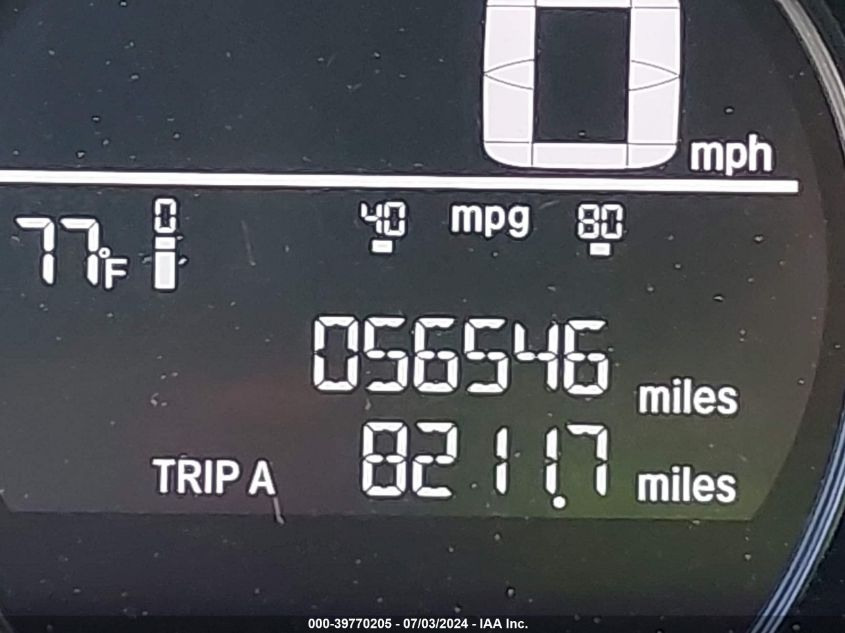 0 mph
77°F 0 40 mpg 80
056546 miles
TRIP A 8211.7 miles
000-39770205 - 07/03/2024 - IAA Inc.